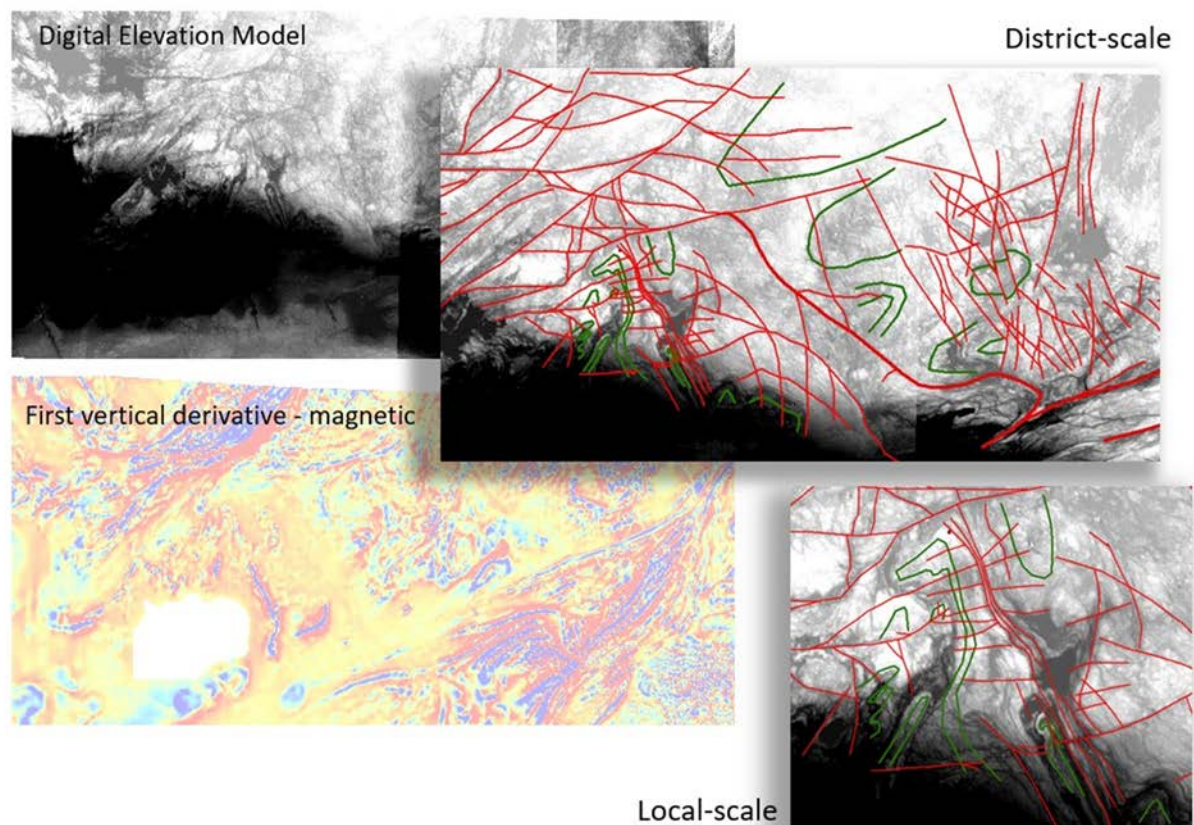 Digital Elevation Model
District-scale
First vertical derivative - magnetic
Local-scale